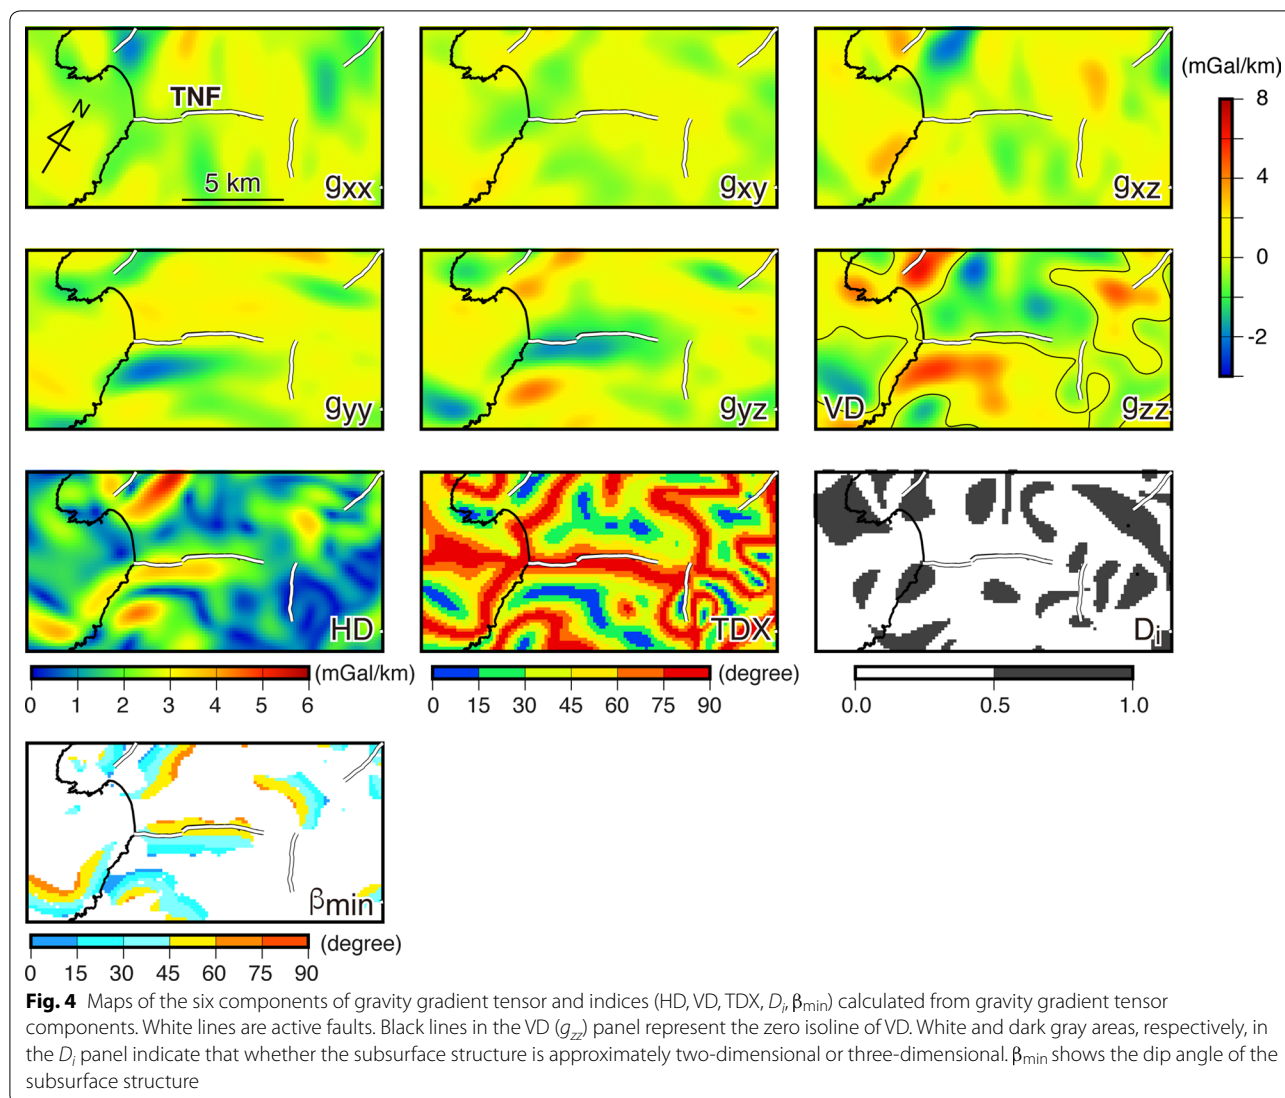 TNF
N
5 km
gxx
gxy
gxz
(mGal/km)
8
4
0
-2
gyy
gyz
VD
gzz
HD
TDX
Di
(mGal/km)
0 1 2 3 4 5 6
(degree)
0 15 30 45 60 75 90
0.0 0.5 1.0
βmin
(degree)
0 15 30 45 60 75 90
Fig. 4 Maps of the six components of gravity gradient tensor and indices (HD, VD, TDX, Di, βmin) calculated from gravity gradient tensor
components. White lines are active faults. Black lines in the VD (gzz) panel represent the zero isoline of VD. White and dark gray areas, respectively, in
the Di panel indicate that whether the subsurface structure is approximately two-dimensional or three-dimensional. βmin shows the dip angle of the
subsurface structure